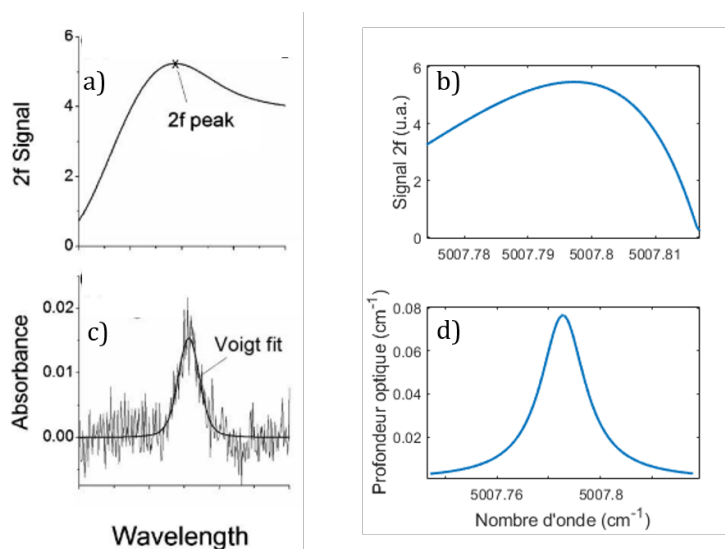 a)
6
4
2
0
2f Signal
2f peak
c)
0.02
0.01
0.00
Absorbance
Voigt fit
Wavelength
b)
6
4
2
0
Signal 2f (u.a.)
5007.78 5007.79 5007.8 5007.81
d)
0.08
0.06
0.04
0.02
Profondeur optique (cm⁻¹)
5007.76 5007.8
Nombre d'onde (cm⁻¹)